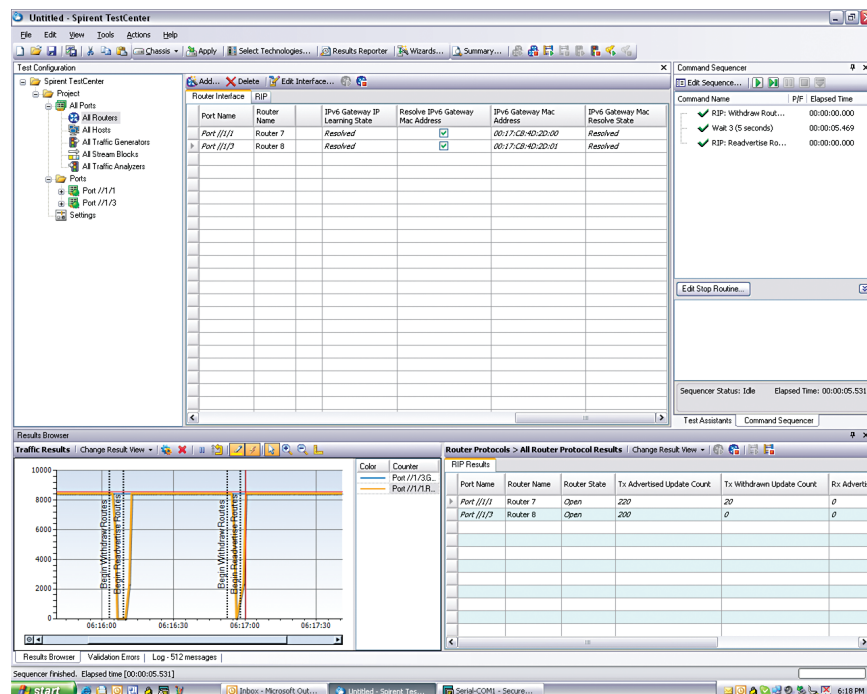 Untitled - Spirent TestCenter
File Edit View Tools Actions Help
Chassis Apply Select Technologies... Results Reporter Wizards... Summary...
Test Configuration
Spirent TestCenter
Project
All Ports
All Routers
All Hosts
All Traffic Generators
All Stream Blocks
All Traffic Analyzers
Ports
Port //1/1
Port //1/3
Settings
Add... Delete Edit Interface...
Router Interface RIP
Port Name Router Name IPv6 Gateway IP Learning State Resolve IPv6 Gateway Mac Address IPv6 Gateway Mac Address IPv6 Gateway Mac Resolve State
Port //1/1 Router 7 Resolved 00:17:CB:4D:2D:00 Resolved
Port //1/3 Router 8 Resolved 00:17:CB:4D:2D:01 Resolved
Command Sequencer
Edit Sequence...
Command Name P/F Elapsed Time
RIP: Withdraw Rout... 00:00:00.000
Wait 3 (5 seconds) 00:00:05.469
RIP: Readvertise Ro... 00:00:00.000
Edit Stop Routine...
Sequencer Status: Idle Elapsed Time: 00:00:05.531
Test Assistants Command Sequencer
Results Browser
Traffic Results Change Result View
10000
8000
6000
4000
2000
0
Begin Withdraw Routes
Begin Readvertise Routes
Begin Withdraw Routes
Begin Readvertise Routes
06:16:00 06:16:30 06:17:00 06:17:30
Color Counter
Port //1/3.G...
Port //1/1.R...
Router Protocols > All Router Protocol Results Change Result View
RIP Results
Port Name Router Name Router State Tx Advertised Update Count Tx Withdrawn Update Count Rx Adverti
Port //1/1 Router 7 Open 220 20 0
Port //1/3 Router 8 Open 200 0 0
Results Browser Validation Errors Log - 512 messages
Sequencer finished. Elapsed time [00:00:05.531]
start Inbox - Microsoft Out... Untitled - Spirent Tes... Serial-COM1 - Secure... 6:18 PM